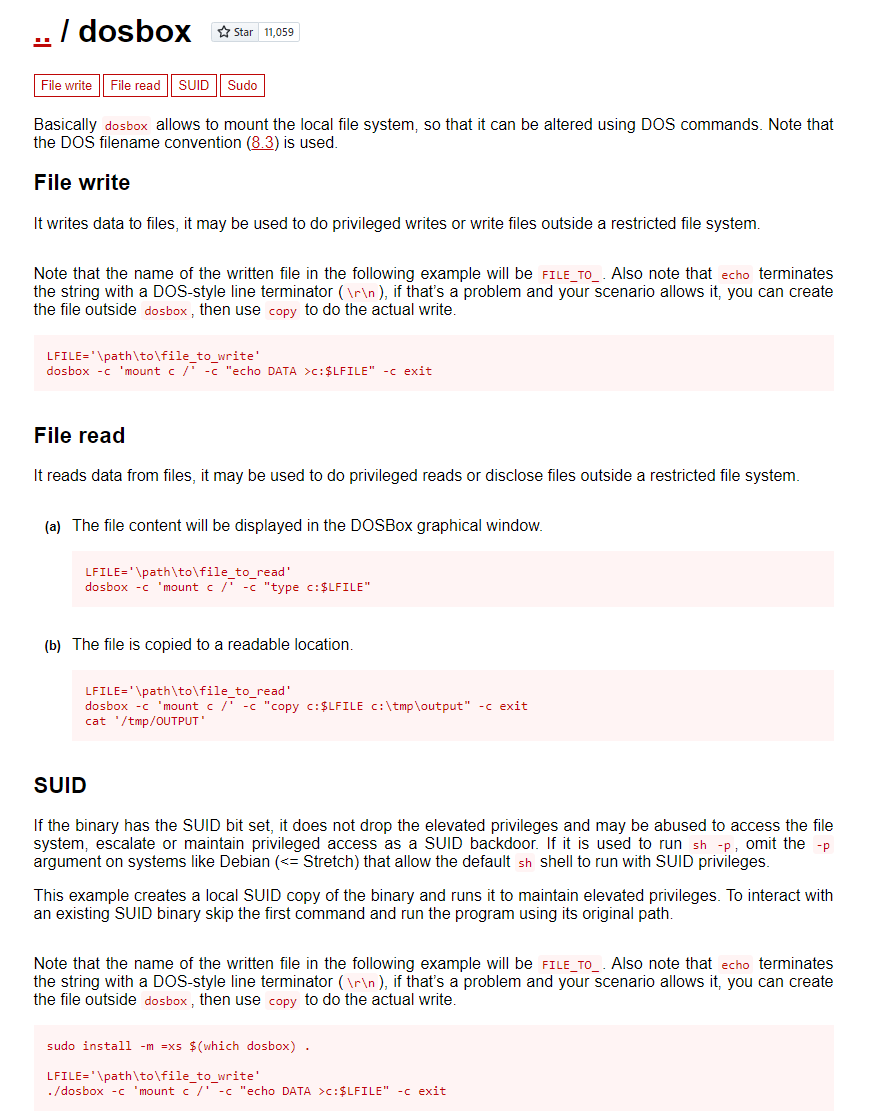 .. / dosbox Star 11,059
File write File read SUID Sudo
Basically dosbox allows to mount the local file system, so that it can be altered using DOS commands. Note that
the DOS filename convention (8.3) is used.
File write
It writes data to files, it may be used to do privileged writes or write files outside a restricted file system.
Note that the name of the written file in the following example will be FILE_TO_. Also note that echo terminates
the string with a DOS-style line terminator (\r\n), if that’s a problem and your scenario allows it, you can create
the file outside dosbox, then use copy to do the actual write.
LFILE='\path\to\file_to_write'
dosbox -c 'mount c /' -c "echo DATA >c:$LFILE" -c exit
File read
It reads data from files, it may be used to do privileged reads or disclose files outside a restricted file system.
(a) The file content will be displayed in the DOSBox graphical window.
LFILE='\path\to\file_to_read'
dosbox -c 'mount c /' -c "type c:$LFILE"
(b) The file is copied to a readable location.
LFILE='\path\to\file_to_read'
dosbox -c 'mount c /' -c "copy c:$LFILE c:\tmp\output" -c exit
cat '/tmp/OUTPUT'
SUID
If the binary has the SUID bit set, it does not drop the elevated privileges and may be abused to access the file
system, escalate or maintain privileged access as a SUID backdoor. If it is used to run sh -p, omit the -p
argument on systems like Debian (<= Stretch) that allow the default sh shell to run with SUID privileges.
This example creates a local SUID copy of the binary and runs it to maintain elevated privileges. To interact with
an existing SUID binary skip the first command and run the program using its original path.
Note that the name of the written file in the following example will be FILE_TO_. Also note that echo terminates
the string with a DOS-style line terminator (\r\n), if that’s a problem and your scenario allows it, you can create
the file outside dosbox, then use copy to do the actual write.
sudo install -m =xs $(which dosbox) .
LFILE='\path\to\file_to_write'
./dosbox -c 'mount c /' -c "echo DATA >c:$LFILE" -c exit